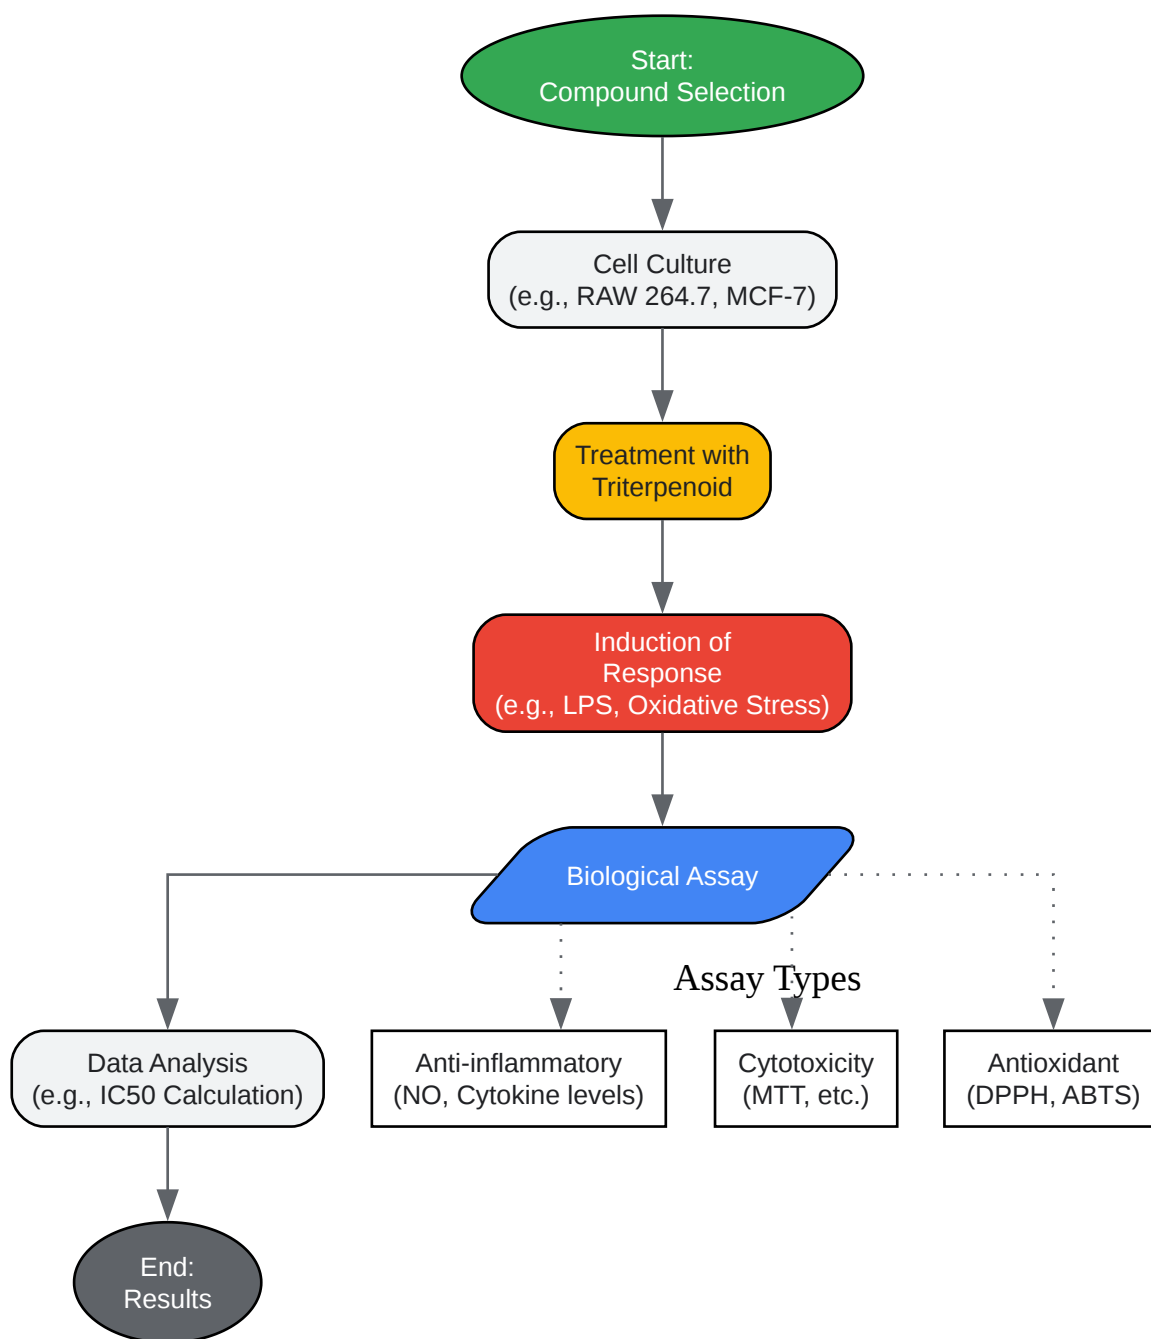 Start:
Compound Selection
Cell Culture
(e.g., RAW 264.7, MCF-7)
Treatment with
Triterpenoid
Induction of
Response
(e.g., LPS, Oxidative Stress)
Biological Assay
Assay Types
Data Analysis
(e.g., IC50 Calculation)
Anti-inflammatory
(NO, Cytokine levels)
Cytotoxicity
(MTT, etc.)
Antioxidant
(DPPH, ABTS)
End:
Results